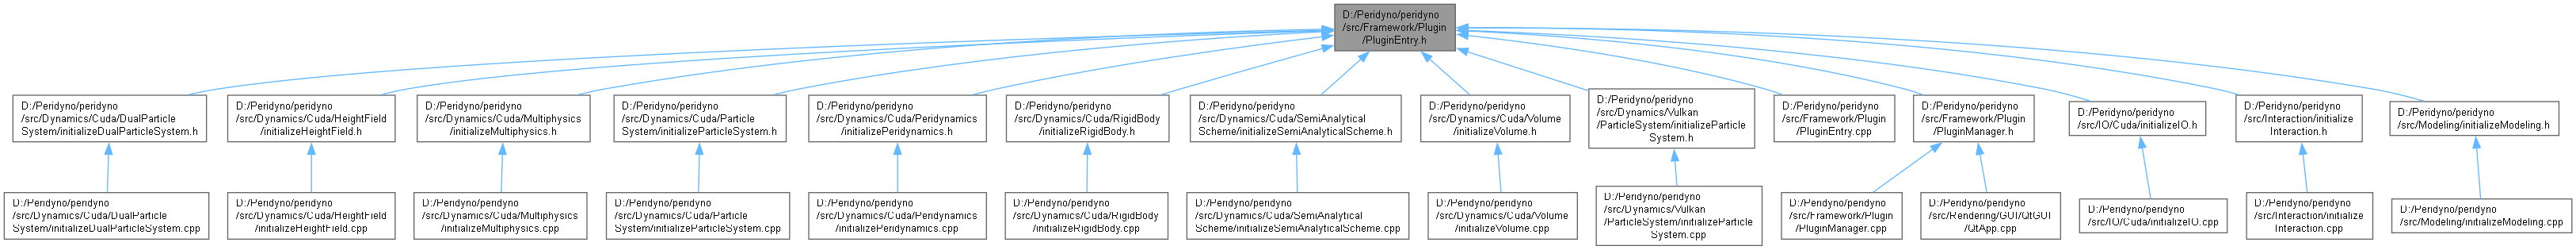 D:/Peridyno/peridyno
/src/Framework/Plugin
/PluginEntry.h
D:/Peridyno/peridyno
/src/Dynamics/Cuda/DualParticle
System/initializeDualParticleSystem.h
D:/Peridyno/peridyno
/src/Dynamics/Cuda/HeightField
/initializeHeightField.h
D:/Peridyno/peridyno
/src/Dynamics/Cuda/Multiphysics
/initializeMultiphysics.h
D:/Peridyno/peridyno
/src/Dynamics/Cuda/Particle
System/initializeParticleSystem.h
D:/Peridyno/peridyno
/src/Dynamics/Cuda/Peridynamics
/initializePeridynamics.h
D:/Peridyno/peridyno
/src/Dynamics/Cuda/RigidBody
/initializeRigidBody.h
D:/Peridyno/peridyno
/src/Dynamics/Cuda/SemiAnalytical
Scheme/initializeSemiAnalyticalScheme.h
D:/Peridyno/peridyno
/src/Dynamics/Cuda/Volume
/initializeVolume.h
D:/Peridyno/peridyno
/src/Dynamics/Vulkan
/ParticleSystem/initializeParticle
System.h
D:/Peridyno/peridyno
/src/Framework/Plugin
/PluginEntry.cpp
D:/Peridyno/peridyno
/src/Framework/Plugin
/PluginManager.h
D:/Peridyno/peridyno
/src/IO/Cuda/initializeIO.h
D:/Peridyno/peridyno
/src/Interaction/initialize
Interaction.h
D:/Peridyno/peridyno
/src/Modeling/initializeModeling.h
D:/Peridyno/peridyno
/src/Dynamics/Cuda/DualParticle
System/initializeDualParticleSystem.cpp
D:/Peridyno/peridyno
/src/Dynamics/Cuda/HeightField
/initializeHeightField.cpp
D:/Peridyno/peridyno
/src/Dynamics/Cuda/Multiphysics
/initializeMultiphysics.cpp
D:/Peridyno/peridyno
/src/Dynamics/Cuda/Particle
System/initializeParticleSystem.cpp
D:/Peridyno/peridyno
/src/Dynamics/Cuda/Peridynamics
/initializePeridynamics.cpp
D:/Peridyno/peridyno
/src/Dynamics/Cuda/RigidBody
/initializeRigidBody.cpp
D:/Peridyno/peridyno
/src/Dynamics/Cuda/SemiAnalytical
Scheme/initializeSemiAnalyticalScheme.cpp
D:/Peridyno/peridyno
/src/Dynamics/Cuda/Volume
/initializeVolume.cpp
D:/Peridyno/peridyno
/src/Dynamics/Vulkan
/ParticleSystem/initializeParticle
System.cpp
D:/Peridyno/peridyno
/src/Framework/Plugin
/PluginManager.cpp
D:/Peridyno/peridyno
/src/Rendering/GUI/QtGUI
/QtApp.cpp
D:/Peridyno/peridyno
/src/IO/Cuda/initializeIO.cpp
D:/Peridyno/peridyno
/src/Interaction/initialize
Interaction.cpp
D:/Peridyno/peridyno
/src/Modeling/initializeModeling.cpp